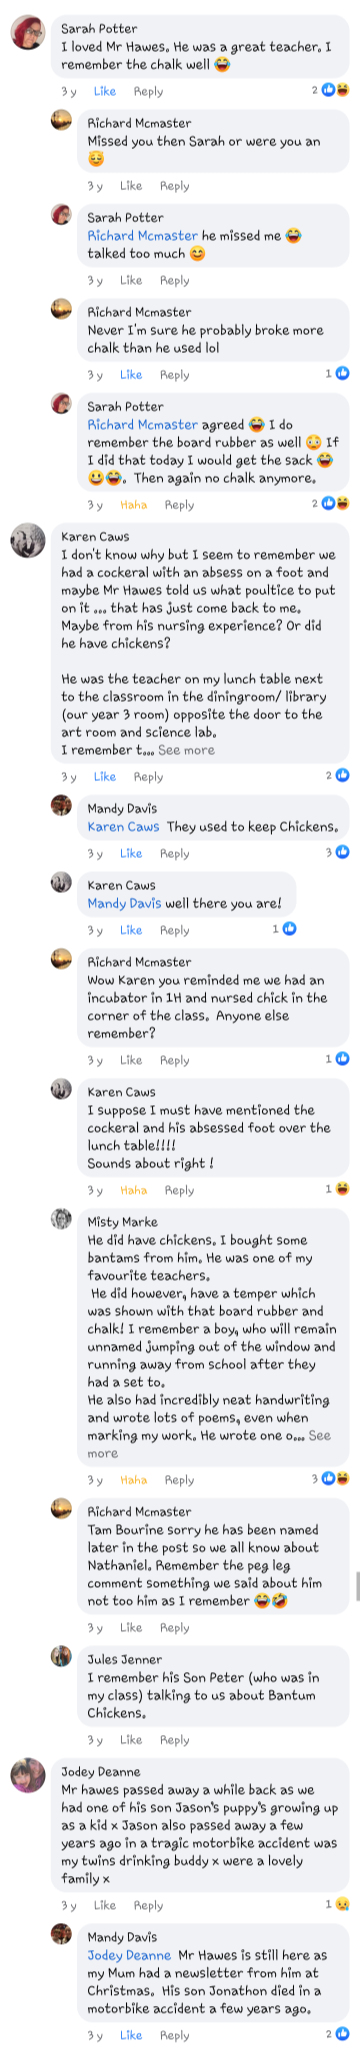 Sarah Potter
I loved Mr Hawes. He was a great teacher. I
remember the chalk well 😂
3 y Like Reply 2
Richard Mcmaster
Missed you then Sarah or were you an
😇
3 y Like Reply
Sarah Potter
Richard Mcmaster he missed me 😂
talked too much 😊
3 y Like Reply
Richard Mcmaster
Never I'm sure he probably broke more
chalk than he used lol
3 y Like Reply 1
Sarah Potter
Richard Mcmaster agreed 😂 I do
remember the board rubber as well 😳 If
I did that today I would get the sack 😂
😃😂. Then again no chalk anymore.
3 y Haha Reply 2
Karen Caws
I don't know why but I seem to remember we
had a cockeral with an absess on a foot and
maybe Mr Hawes told us what poultice to put
on it ... that has just come back to me.
Maybe from his nursing experience? Or did
he have chickens?
He was the teacher on my lunch table next
to the classroom in the diningroom/ library
(our year 3 room) opposite the door to the
art room and science lab.
I remember t... See more
3 y Like Reply 2
Mandy Davis
Karen Caws They used to keep Chickens.
3 y Like Reply 3
Karen Caws
Mandy Davis well there you are!
3 y Like Reply 1
Richard Mcmaster
Wow Karen you reminded me we had an
incubator in 1H and nursed chick in the
corner of the class. Anyone else
remember?
3 y Like Reply 1
Karen Caws
I suppose I must have mentioned the
cockeral and his absessed foot over the
lunch table!!!!
Sounds about right !
3 y Haha Reply 1
Misty Marke
He did have chickens. I bought some
bantams from him. He was one of my
favourite teachers.
He did however, have a temper which
was shown with that board rubber and
chalk! I remember a boy, who will remain
unnamed jumping out of the window and
running away from school after they
had a set to.
He also had incredibly neat handwriting
and wrote lots of poems, even when
marking my work. He wrote one o... See
more
3 y Haha Reply 3
Richard Mcmaster
Tam Bourine sorry he has been named
later in the post so we all know about
Nathaniel. Remember the peg leg
comment something we said about him
not too him as I remember 😂🤣
3 y Like Reply
Jules Jenner
I remember his Son Peter (who was in
my class) talking to us about Bantum
Chickens.
3 y Like Reply
Jodey Deanne
Mr hawes passed away a while back as we
had one of his son Jason's puppy's growing up
as a kid x Jason also passed away a few
years ago in a tragic motorbike accident was
my twins drinking buddy x were a lovely
family x
3 y Like Reply 1
Mandy Davis
Jodey Deanne Mr Hawes is still here as
my Mum had a newsletter from him at
Christmas. His son Jonathon died in a
motorbike accident a few years ago.
3 y Like Reply 2